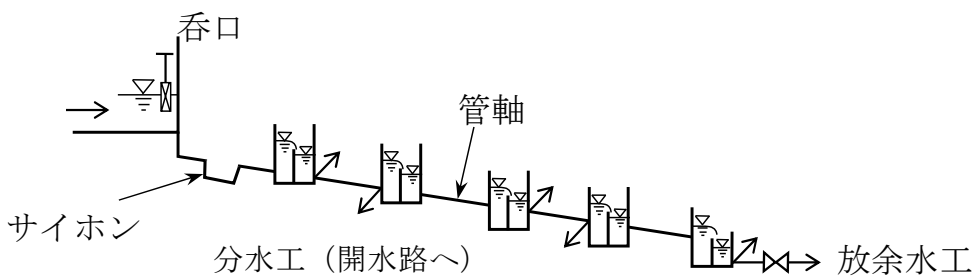 呑口
管軸
サイホン
分水工（開水路へ）
放余水工